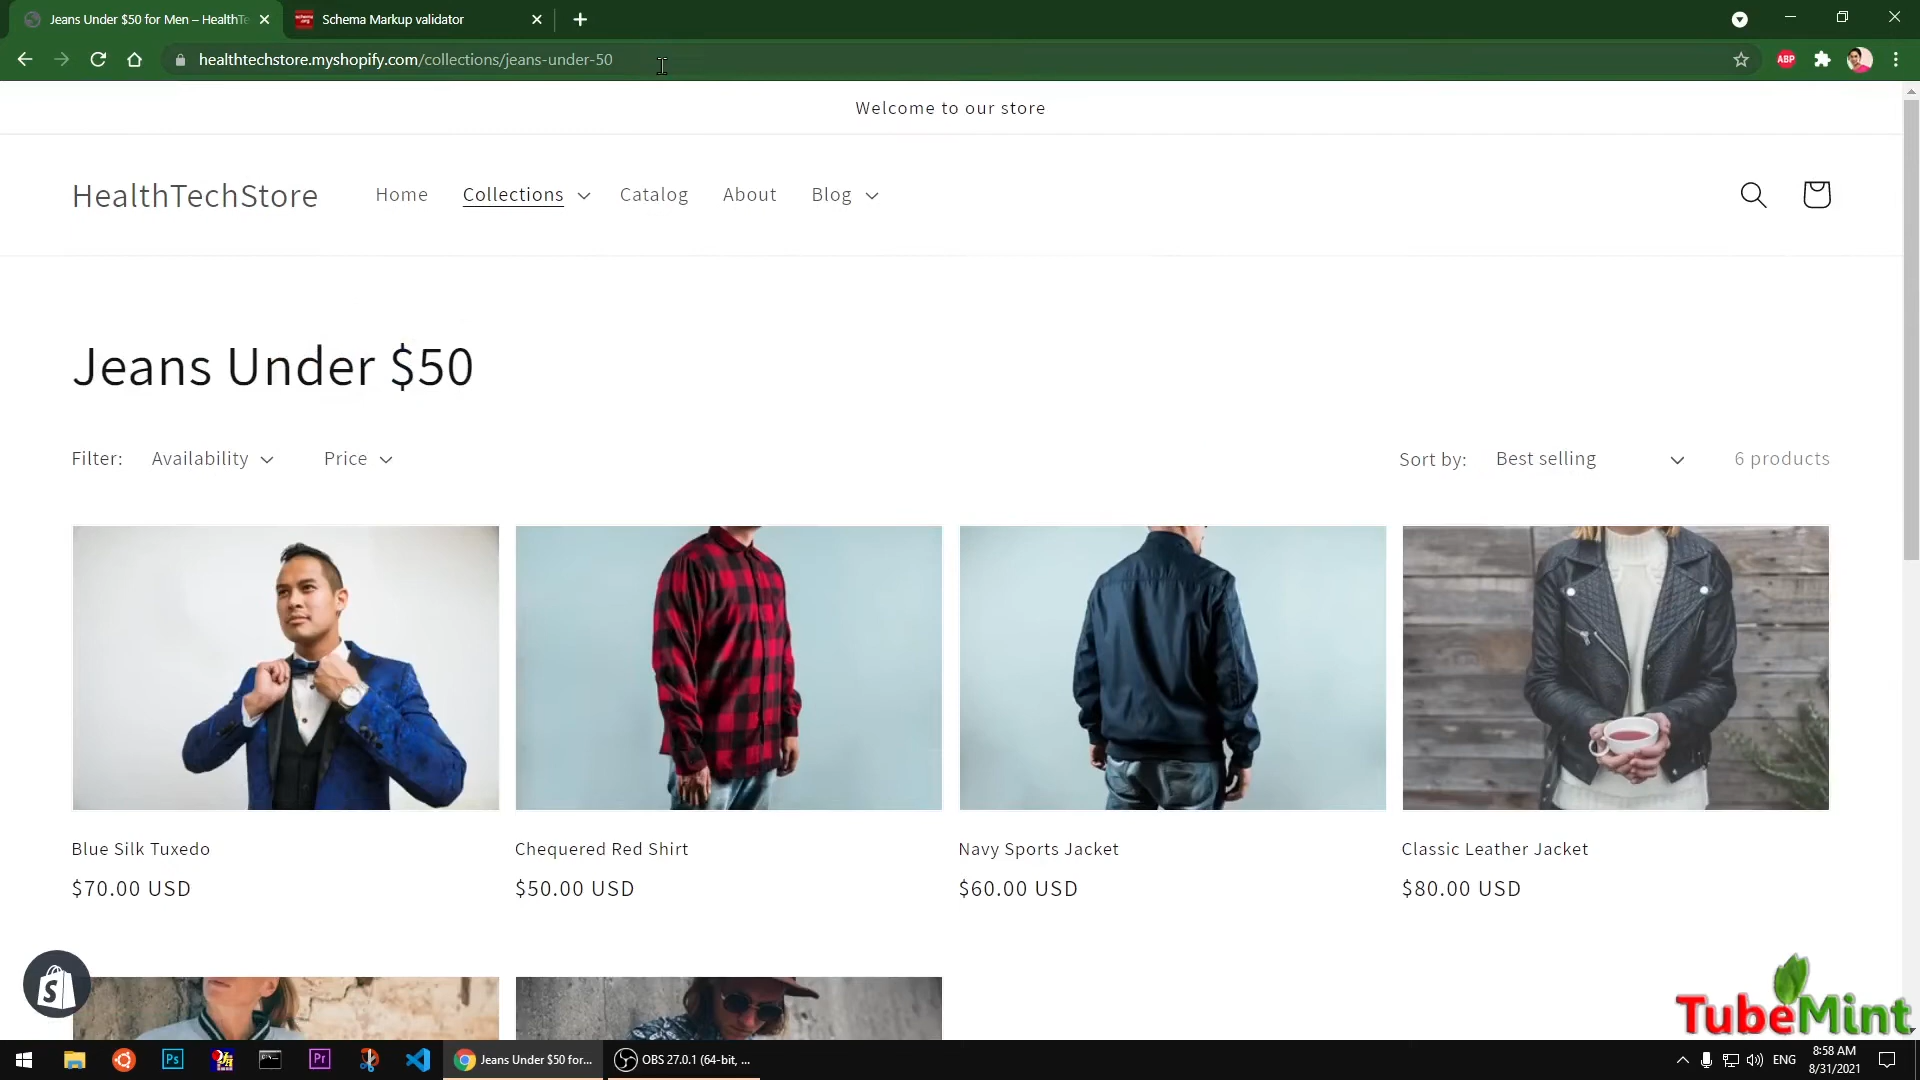 Jeans Under $50 for Men – HealthTe
Schema Markup validator
healthtechstore.myshopify.com/collections/jeans-under-50
ABP
Welcome to our store
HealthTechStore
Home
Collections
Catalog
About
Blog
Jeans Under $50
Filter:
Availability
Price
Sort by:
Best selling
6 products
Blue Silk Tuxedo
$70.00 USD
Chequered Red Shirt
$50.00 USD
Navy Sports Jacket
$60.00 USD
Classic Leather Jacket
$80.00 USD
TubeMint
Ps
Pr
Jeans Under $50 for...
OBS 27.0.1 (64-bit, ...
ENG
8:58 AM
8/31/2021